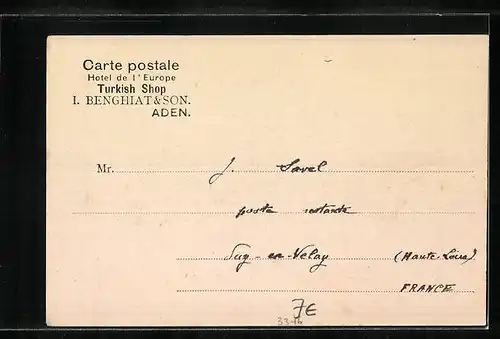 Carte postale
Hotel de l'Europe
Turkish Shop
I. BENGHIAT & SON.
ADEN.
Mr. J. Savel
poste restante
Puy-en-Velay (Haute-Loire)
FRANCE
7E